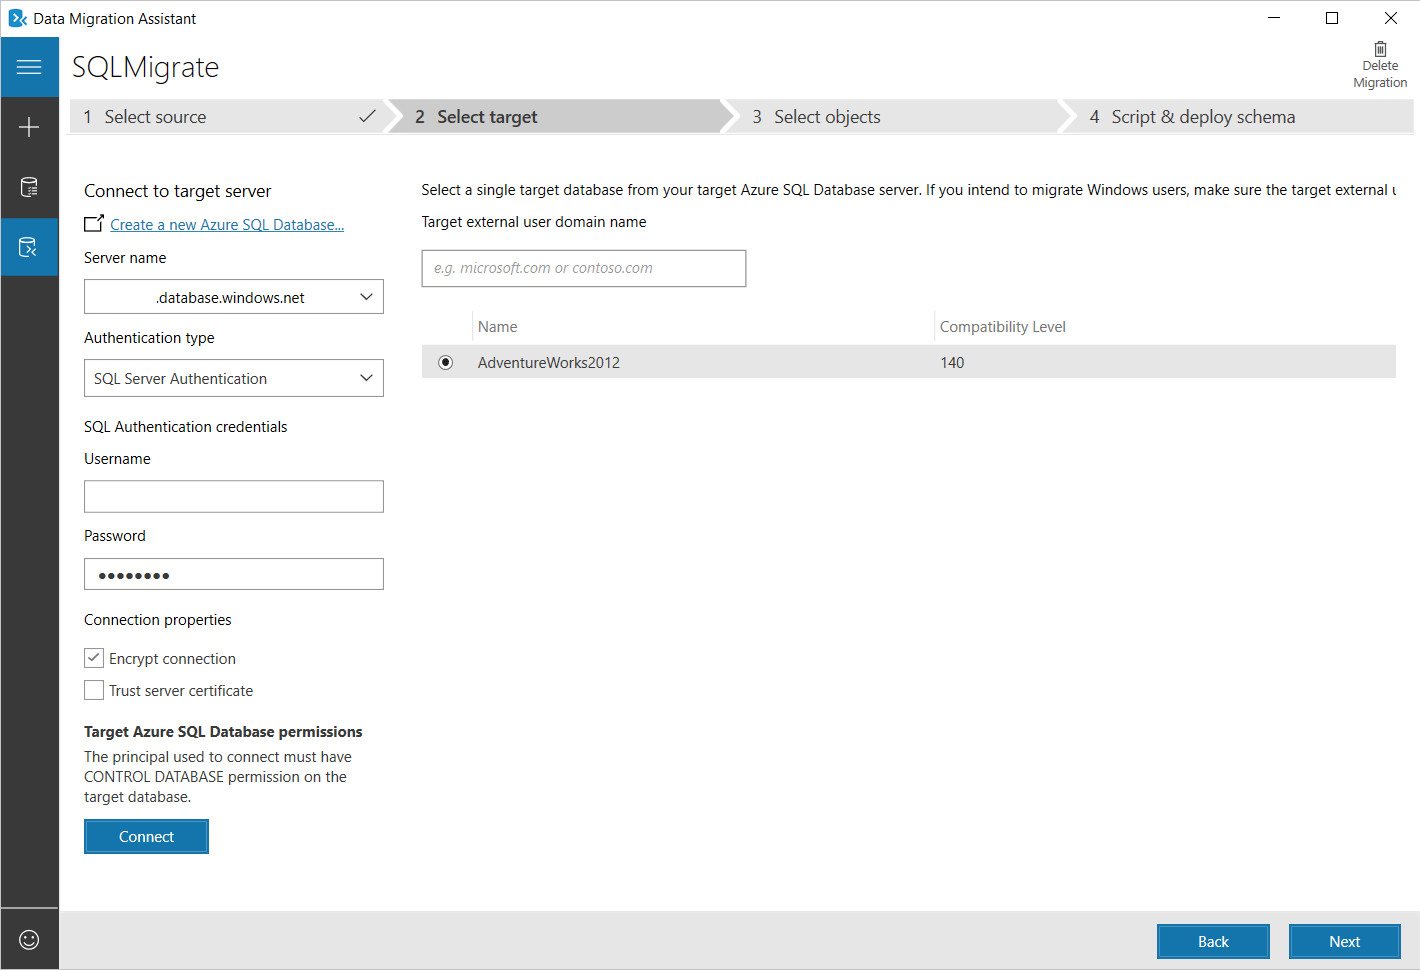 Data Migration Assistant
SQLMigrate
Delete
Migration
1 Select source
2 Select target
3 Select objects
4 Script & deploy schema
Connect to target server
Create a new Azure SQL Database...
Server name
.database.windows.net
Authentication type
SQL Server Authentication
SQL Authentication credentials
Username
Password
Connection properties
Encrypt connection
Trust server certificate
Target Azure SQL Database permissions
The principal used to connect must have
CONTROL DATABASE permission on the
target database.
Connect
Select a single target database from your target Azure SQL Database server. If you intend to migrate Windows users, make sure the target external
Target external user domain name
e.g. microsoft.com or contoso.com
Name Compatibility Level
AdventureWorks2012 140
Back Next